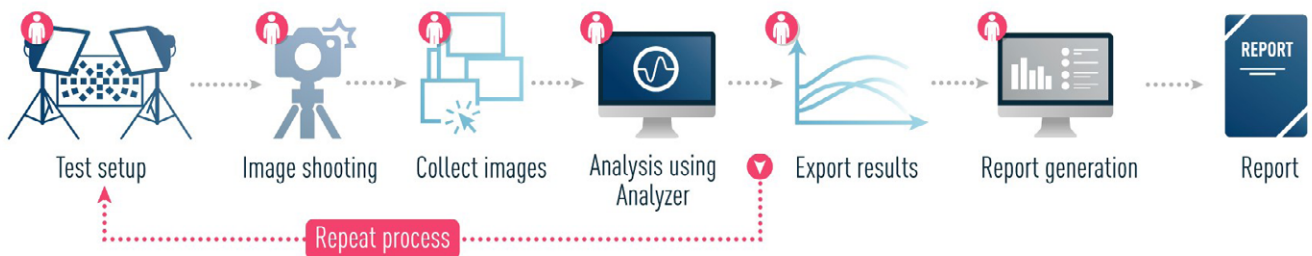 REPORT
Test setup
Image shooting
Collect images
Analysis using
Analyzer
Export results
Report generation
Report
Repeat process